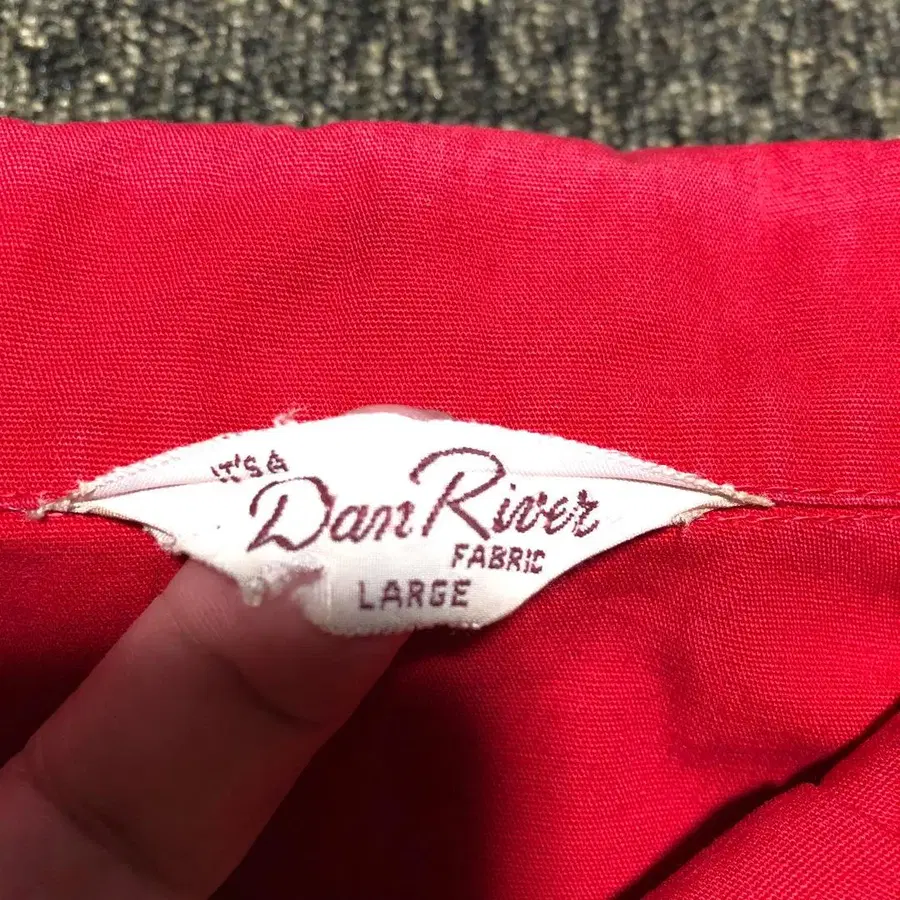 IT'S A
Dan River
FABRIC
LARGE